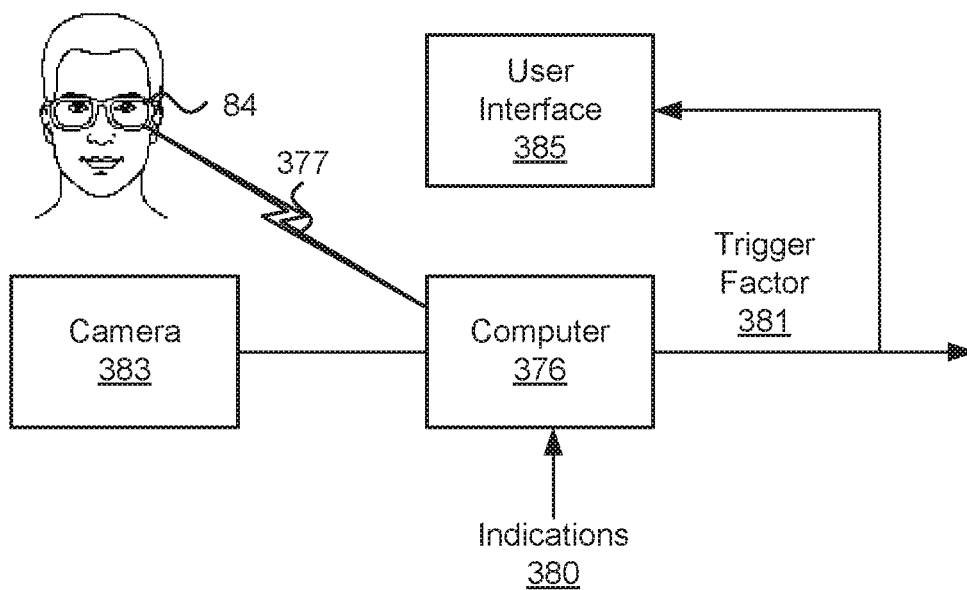 84
User
Interface
385
377
Trigger
Factor
381
Camera
383
Computer
376
Indications
380